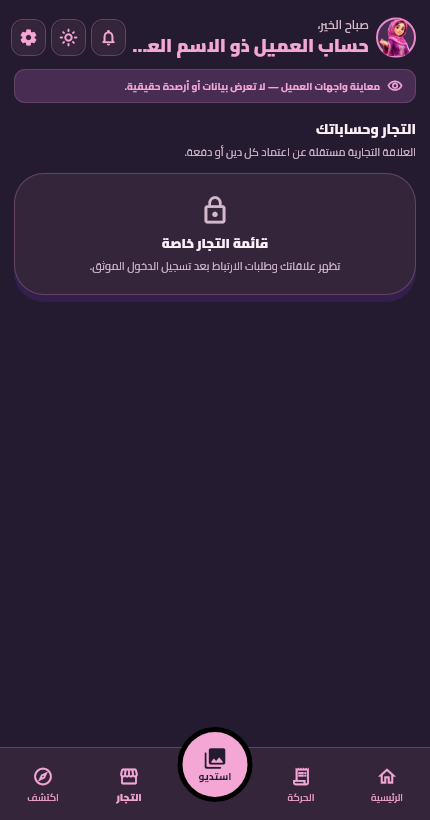 صباح الخير،
حساب العميل ذو الاسم العـ...
معاينة واجهات العميل — لا تعرض بيانات أو أرصدة حقيقية.
التجار وحساباتك
العلاقة التجارية مستقلة عن اعتماد كل دين أو دفعة.
قائمة التجار خاصة
تظهر علاقاتك وطلبات الارتباط بعد تسجيل الدخول الموثق.
الرئيسية
الحركة
استديو
التجار
اكتشف